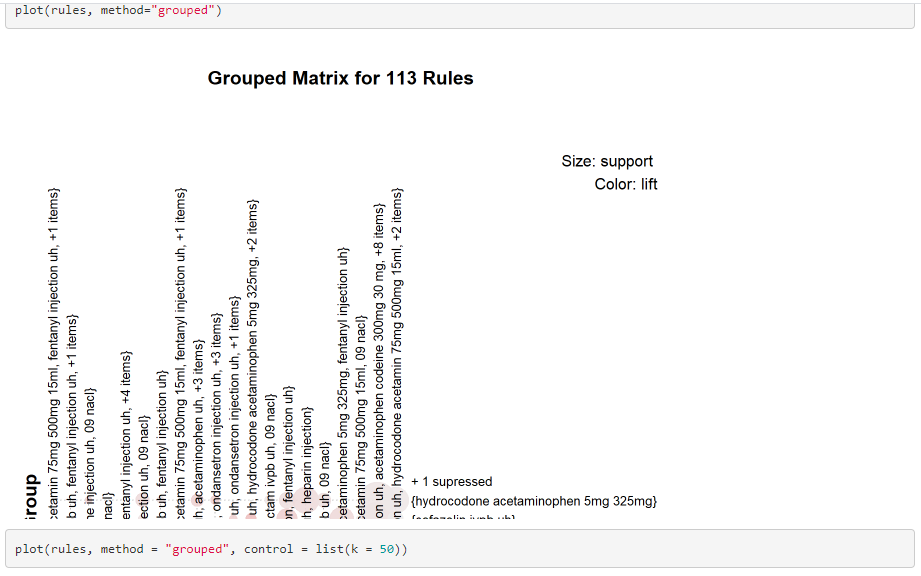 plot(rules, method="grouped")
Grouped Matrix for 113 Rules
Size: support
Color: lift
cetamin 75mg 500mg 15ml, fentanyl injection uh, +1 items}
b uh, fentanyl injection uh, +1 items}
ne injection uh, 09 nacl}
nacl}
entanyl injection uh, +4 items}
ection uh, 09 nacl}
b uh, fentanyl injection uh}
cetamin 75mg 500mg 15ml, fentanyl injection uh, +1 items}
h, acetaminophen uh, +3 items}
, ondansetron injection uh, +3 items}
uh, ondansetron injection uh, +1 items}
uh, hydrocodone acetaminophen 5mg 325mg, +2 items}
ctam ivpb uh, 09 nacl}
n, fentanyl injection uh}
h, heparin injection}
b uh, 09 nacl}
etaminophen 5mg 325mg, fentanyl injection uh}
cetamin 75mg 500mg 15ml, 09 nacl}
on uh, acetaminophen codeine 300mg 30 mg, +8 items}
n uh, hydrocodone acetamin 75mg 500mg 15ml, +2 items}
+ 1 supressed
{hydrocodone acetaminophen 5mg 325mg}
plot(rules, method = "grouped", control = list(k = 50))